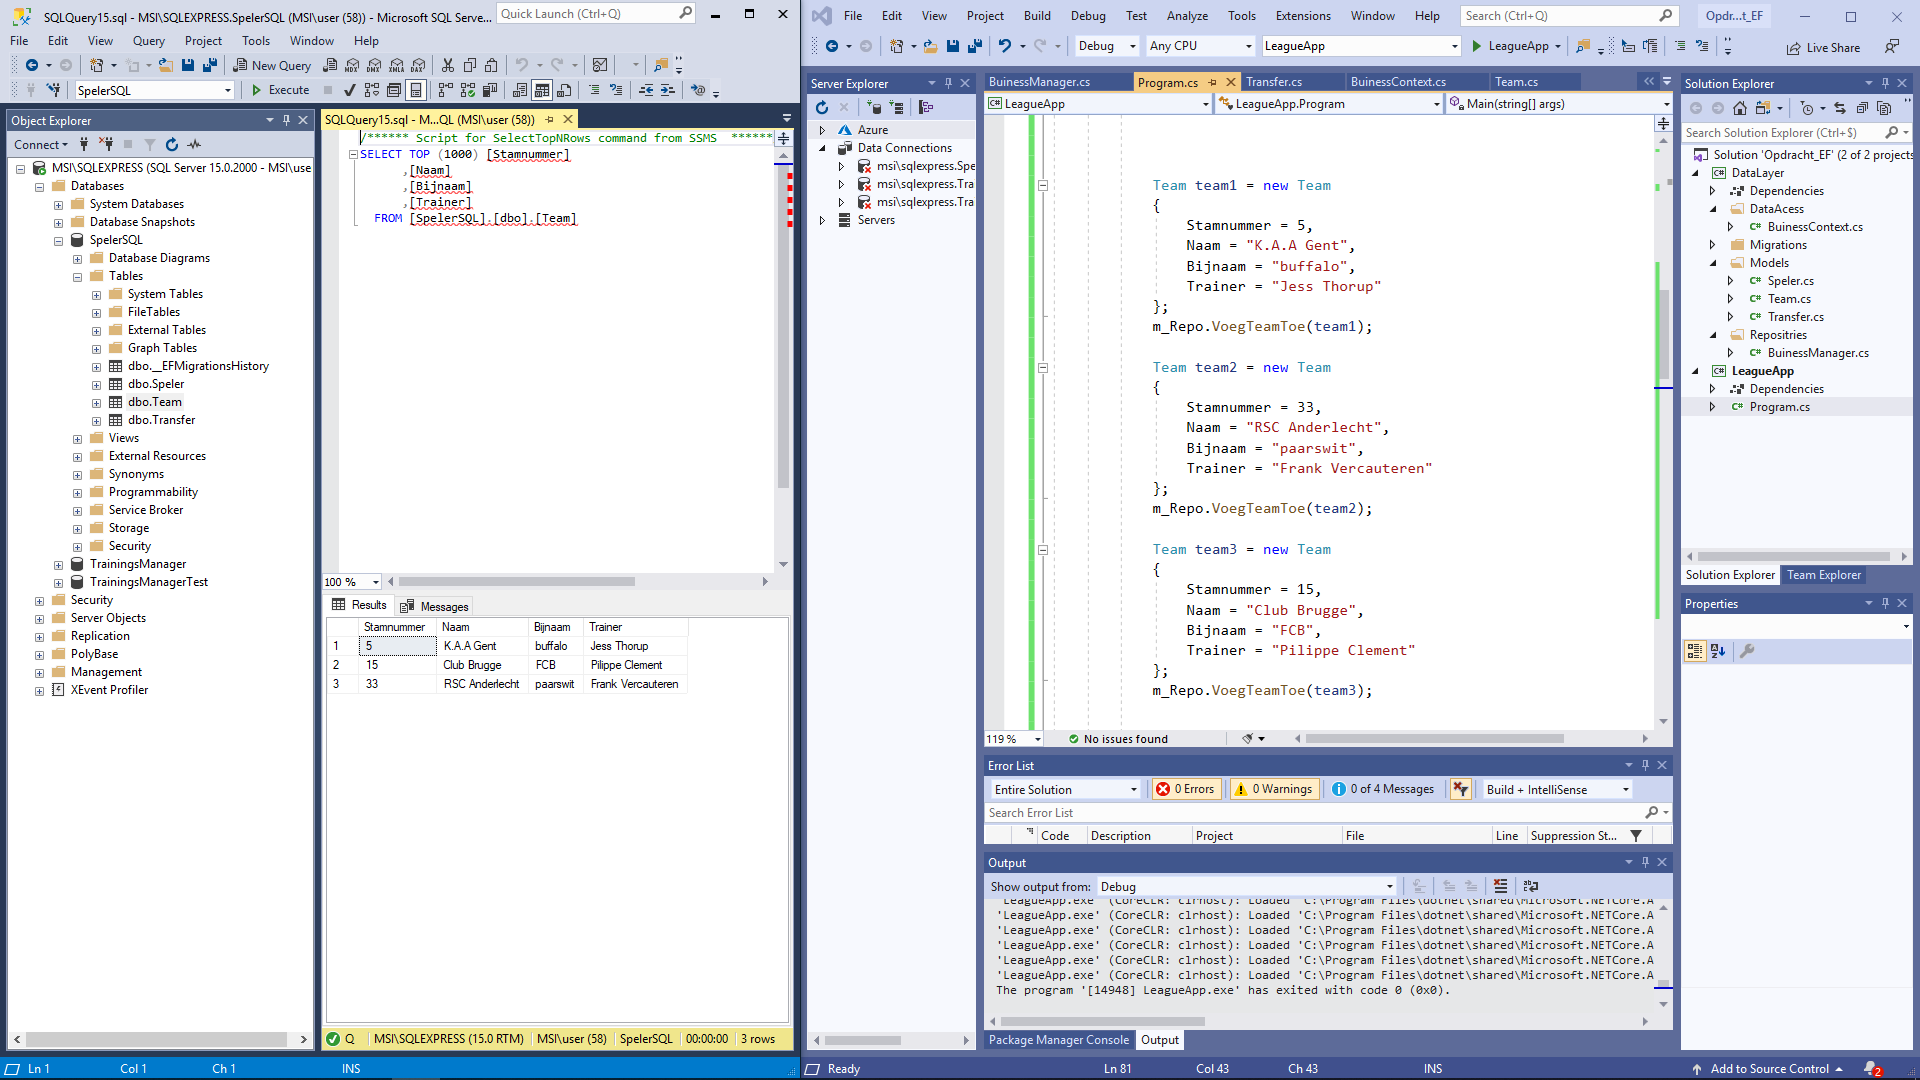 SQLQuery15.sql - MSI\SQLEXPRESS.SpelerSQL (MSI\user (58)) - Microsoft SQL Serve...
Quick Launch (Ctrl+Q)
File Edit View Query Project Tools Window Help
New Query
SpelerSQL
Execute
Object Explorer
Connect
MSI\SQLEXPRESS (SQL Server 15.0.2000 - MSI\use
Databases
System Databases
Database Snapshots
SpelerSQL
Database Diagrams
Tables
System Tables
FileTables
External Tables
Graph Tables
dbo.__EFMigrationsHistory
dbo.Speler
dbo.Team
dbo.Transfer
Views
External Resources
Synonyms
Programmability
Service Broker
Storage
Security
TrainingsManager
TrainingsManagerTest
Security
Server Objects
Replication
PolyBase
Management
XEvent Profiler
SQLQuery15.sql - M...QL (MSI\user (58))
/****** Script for SelectTopNRows command from SSMS ******
SELECT TOP (1000) [Stamnummer]
,[Naam]
,[Bijnaam]
,[Trainer]
FROM [SpelerSQL].[dbo].[Team]
100 %
Results Messages
Stamnummer Naam Bijnaam Trainer
1 5 K.A.A Gent buffalo Jess Thorup
2 15 Club Brugge FCB Pilippe Clement
3 33 RSC Anderlecht paarswit Frank Vercauteren
Q MSI\SQLEXPRESS (15.0 RTM) MSI\user (58) SpelerSQL 00:00:00 3 rows
Ln 1 Col 1 Ch 1 INS
File Edit View Project Build Debug Test Analyze Tools Extensions Window Help
Search (Ctrl+Q)
Opdr...t_EF
Debug Any CPU LeagueApp LeagueApp
Live Share
Server Explorer
Azure
Data Connections
msi\sqlexpress.Spe
msi\sqlexpress.Tra
msi\sqlexpress.Tra
Servers
BuinessManager.cs Program.cs Transfer.cs BuinessContext.cs Team.cs
LeagueApp LeagueApp.Program Main(string[] args)
Team team1 = new Team
{
Stamnummer = 5,
Naam = "K.A.A Gent",
Bijnaam = "buffalo",
Trainer = "Jess Thorup"
};
m_Repo.VoegTeamToe(team1);
Team team2 = new Team
{
Stamnummer = 33,
Naam = "RSC Anderlecht",
Bijnaam = "paarswit",
Trainer = "Frank Vercauteren"
};
m_Repo.VoegTeamToe(team2);
Team team3 = new Team
{
Stamnummer = 15,
Naam = "Club Brugge",
Bijnaam = "FCB",
Trainer = "Pilippe Clement"
};
m_Repo.VoegTeamToe(team3);
119 %
No issues found
Error List
Entire Solution 0 Errors 0 Warnings 0 of 4 Messages Build + IntelliSense
Search Error List
Code Description Project File Line Suppression St...
Output
Show output from: Debug
'LeagueApp.exe' (CoreCLR: clrhost): Loaded 'C:\Program Files\dotnet\shared\Microsoft.NETCore.A
'LeagueApp.exe' (CoreCLR: clrhost): Loaded 'C:\Program Files\dotnet\shared\Microsoft.NETCore.A
'LeagueApp.exe' (CoreCLR: clrhost): Loaded 'C:\Program Files\dotnet\shared\Microsoft.NETCore.A
'LeagueApp.exe' (CoreCLR: clrhost): Loaded 'C:\Program Files\dotnet\shared\Microsoft.NETCore.A
'LeagueApp.exe' (CoreCLR: clrhost): Loaded 'C:\Program Files\dotnet\shared\Microsoft.NETCore.A
'LeagueApp.exe' (CoreCLR: clrhost): Loaded 'C:\Program Files\dotnet\shared\Microsoft.NETCore.A
The program '[14948] LeagueApp.exe' has exited with code 0 (0x0).
Package Manager Console Output
Solution Explorer
Search Solution Explorer (Ctrl+$)
Solution 'Opdracht_EF' (2 of 2 projects
DataLayer
Dependencies
DataAcess
BuinessContext.cs
Migrations
Models
Speler.cs
Team.cs
Transfer.cs
Repositries
BuinessManager.cs
LeagueApp
Dependencies
Program.cs
Solution Explorer Team Explorer
Properties
Ready Ln 81 Col 43 Ch 43 INS Add to Source Control 2